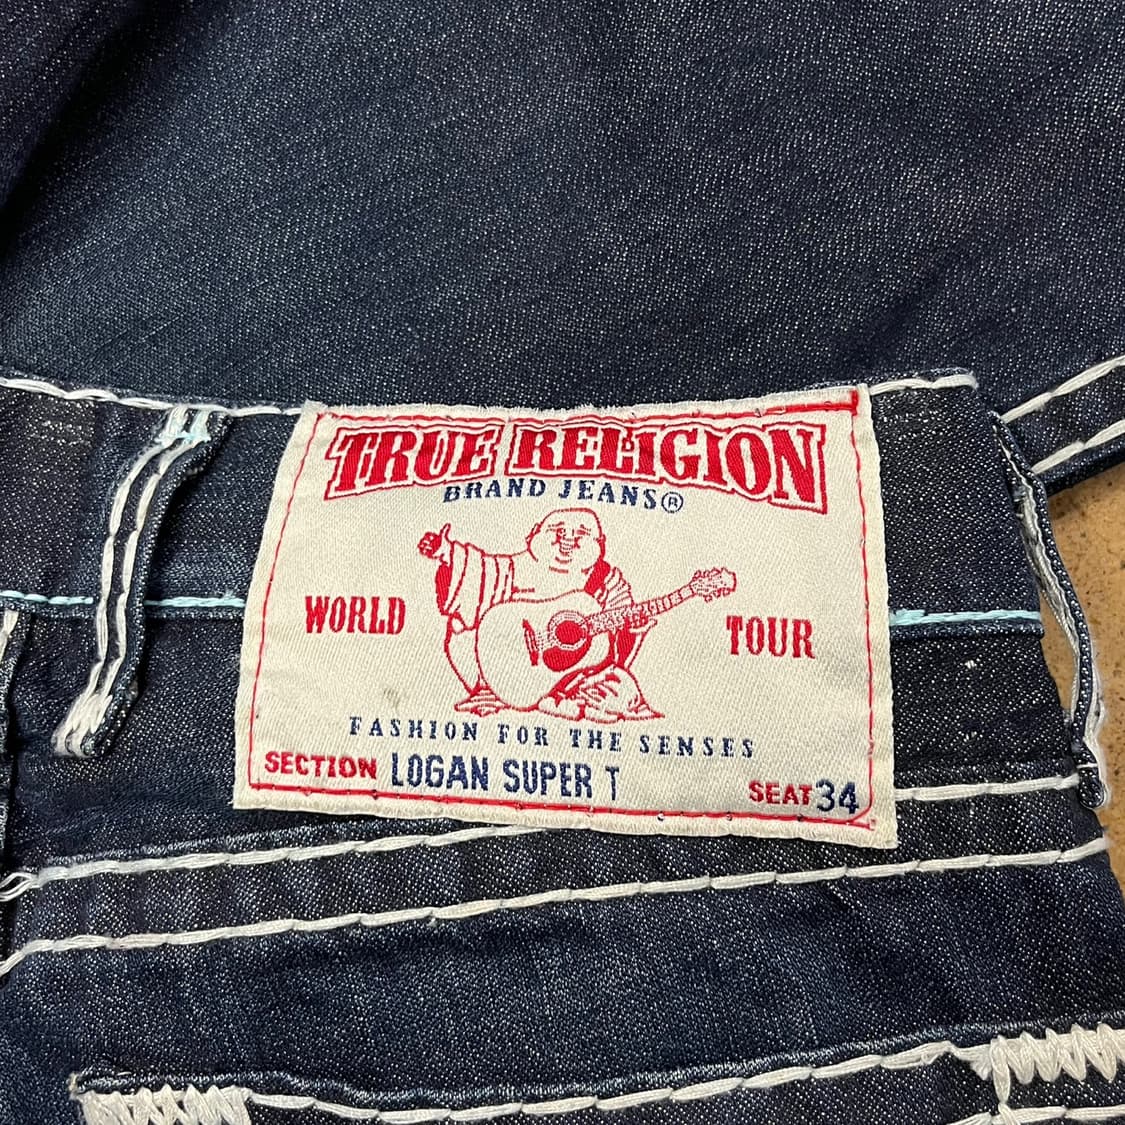 TRUE RELIGION
BRAND JEANS®
WORLD TOUR
FASHION FOR THE SENSES
SECTION LOGAN SUPER T SEAT 34